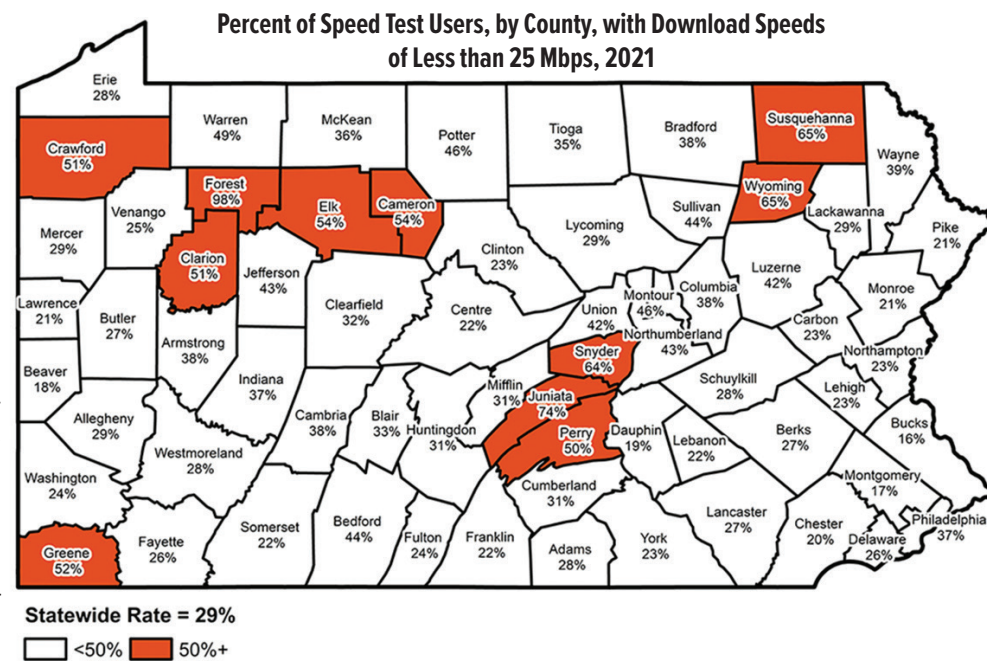 Percent of Speed Test Users, by County, with Download Speeds
of Less than 25 Mbps, 2021
Erie
28%
Warren
49%
McKean
36%
Potter
46%
Tioga
35%
Bradford
38%
Susquehanna
65%
Wayne
39%
Crawford
51%
Forest
98%
Elk
54%
Cameron
54%
Wyoming
65%
Sullivan
44%
Lackawanna
29%
Pike
21%
Mercer
29%
Venango
25%
Clarion
51%
Jefferson
43%
Clinton
23%
Lycoming
29%
Luzerne
42%
Monroe
21%
Lawrence
21%
Butler
27%
Armstrong
38%
Clearfield
32%
Centre
22%
Union
42%
Montour
46%
Columbia
38%
Northumberland
43%
Carbon
23%
Northampton
23%
Beaver
18%
Indiana
37%
Snyder
64%
Mifflin
31%
Juniata
74%
Perry
50%
Schuylkill
28%
Lehigh
23%
Bucks
16%
Allegheny
29%
Westmoreland
28%
Cambria
38%
Blair
33%
Huntingdon
31%
Dauphin
19%
Lebanon
22%
Berks
27%
Montgomery
17%
Washington
24%
Cumberland
31%
Lancaster
27%
Chester
20%
Delaware
26%
Philadelphia
37%
Greene
52%
Fayette
26%
Somerset
22%
Bedford
44%
Fulton
24%
Franklin
22%
Adams
28%
York
23%
Statewide Rate = 29%
<50% 50%+